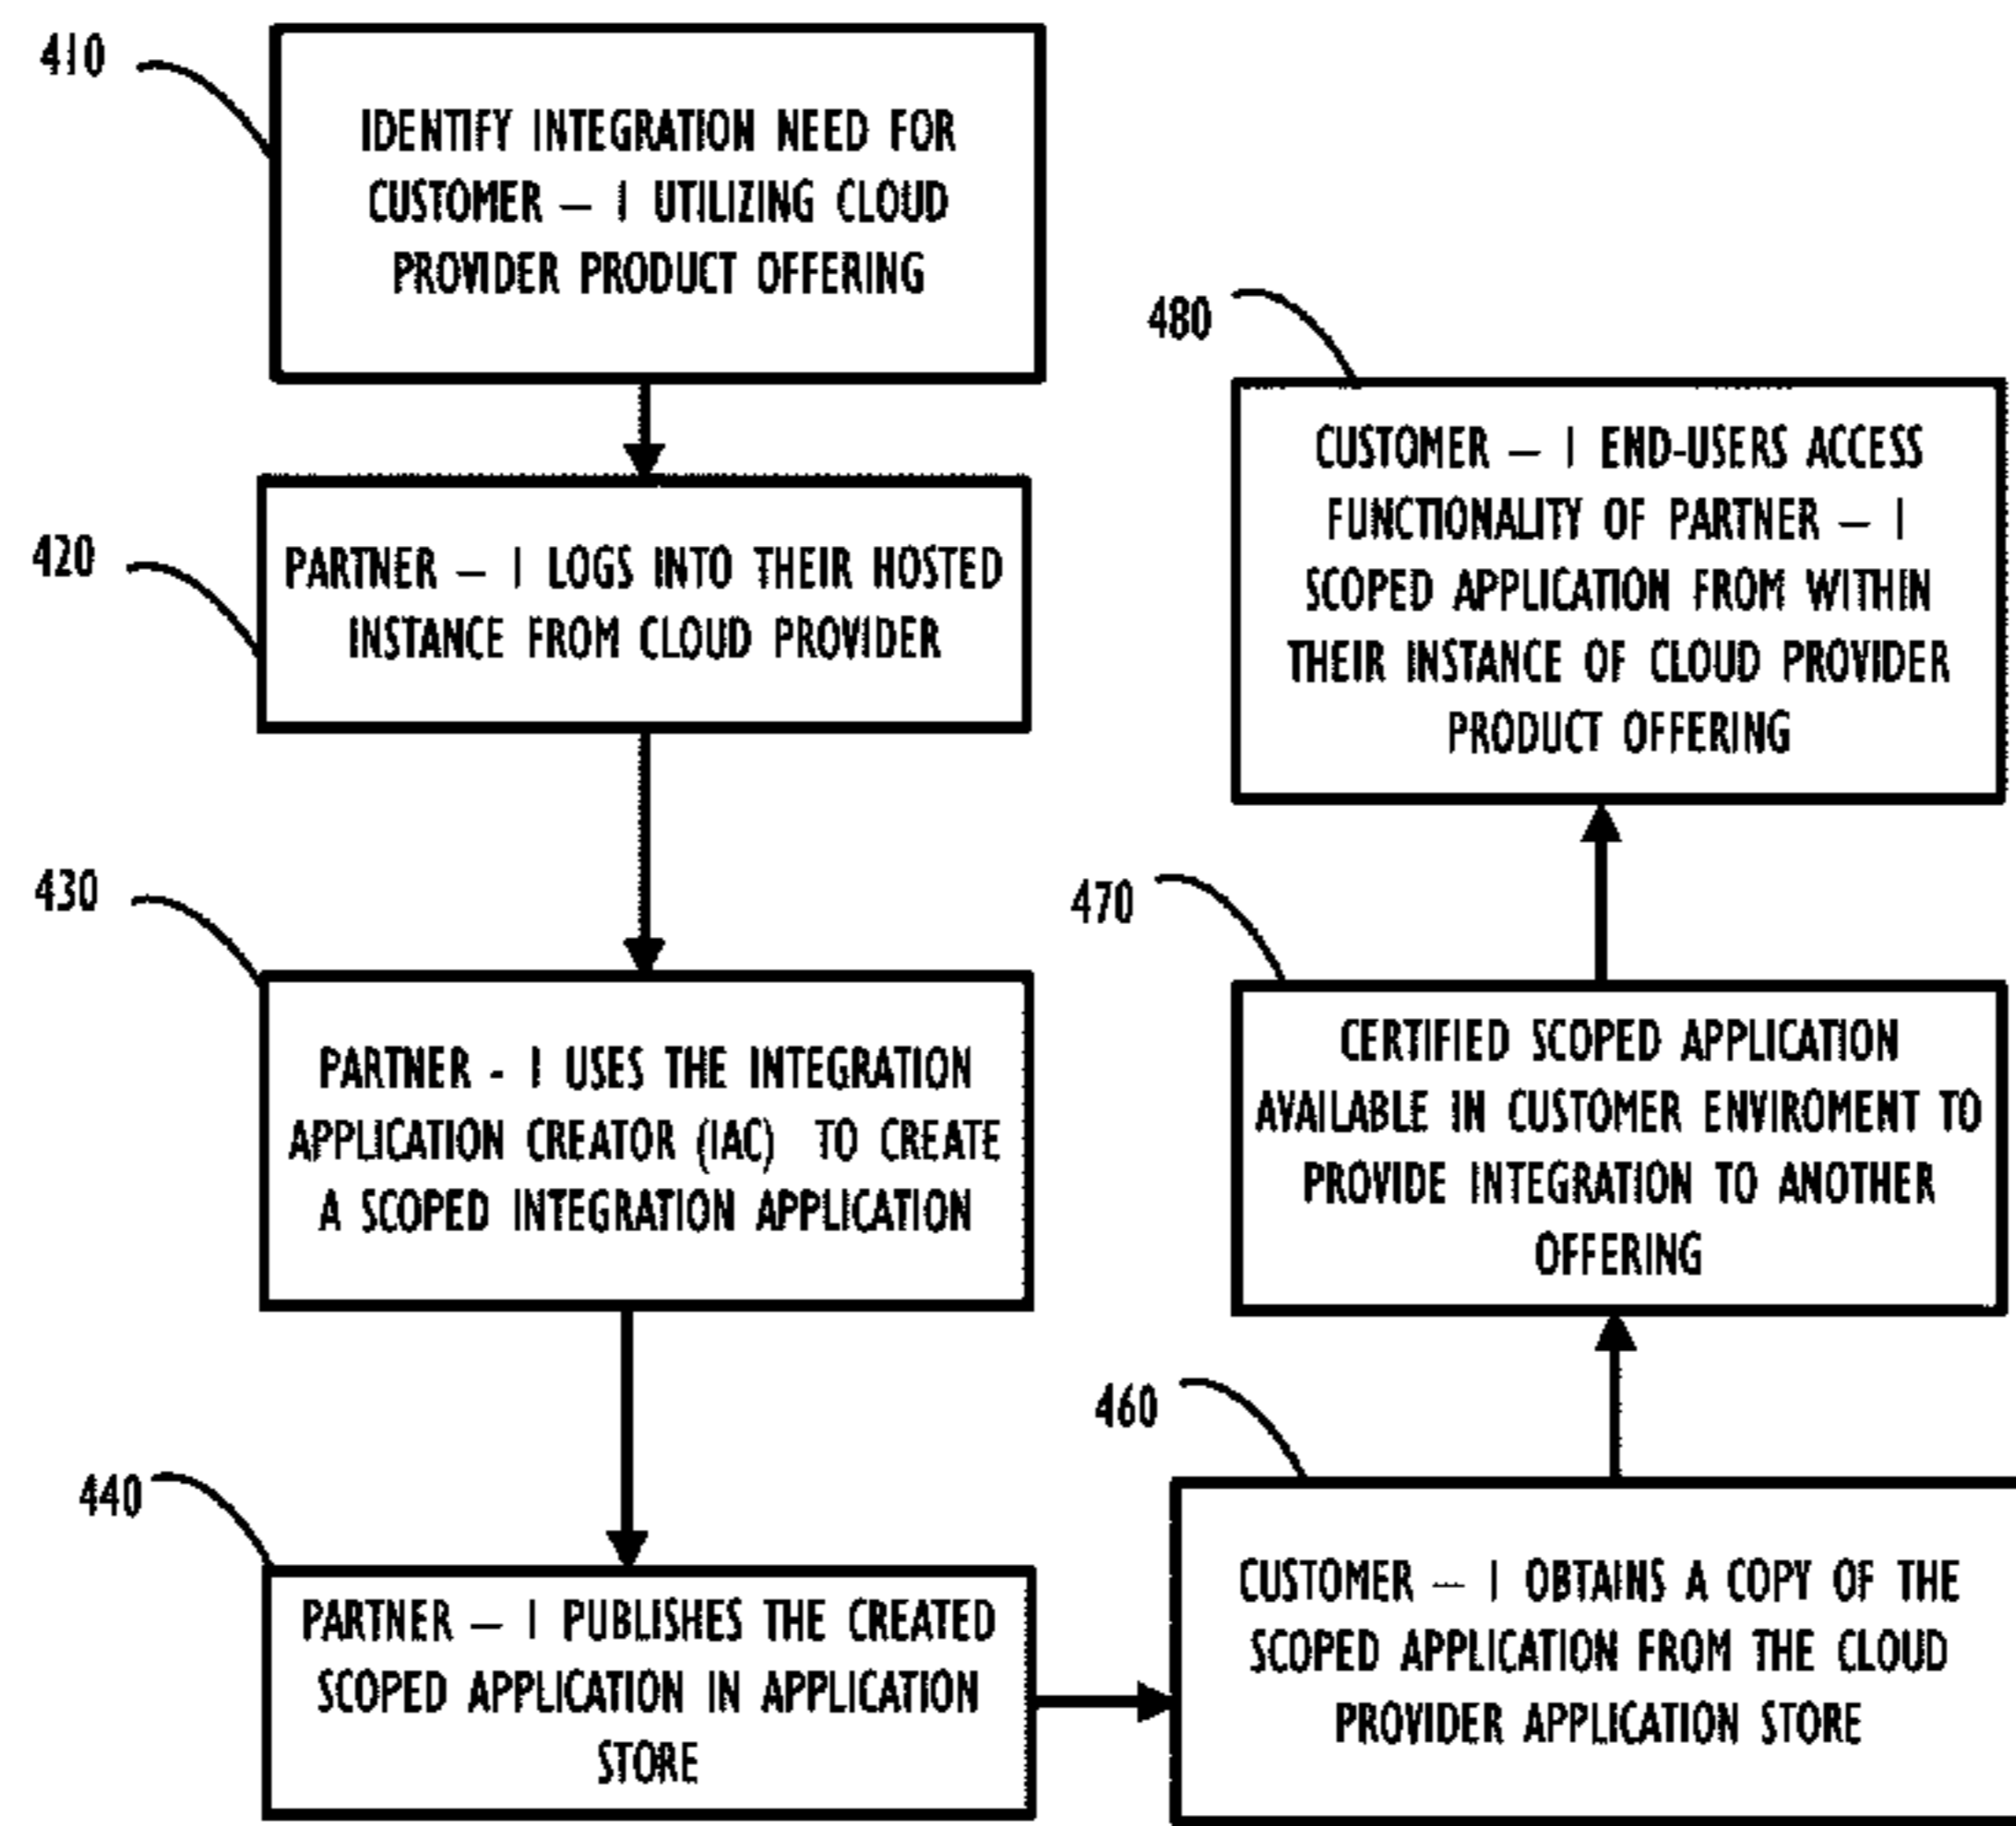 410
IDENTIFY INTEGRATION NEED FOR
CUSTOMER — I UTILIZING CLOUD
PROVIDER PRODUCT OFFERING
420
PARTNER — I LOGS INTO THEIR HOSTED
INSTANCE FROM CLOUD PROVIDER
430
PARTNER - I USES THE INTEGRATION
APPLICATION CREATOR (IAC) TO CREATE
A SCOPED INTEGRATION APPLICATION
440
PARTNER — I PUBLISHES THE CREATED
SCOPED APPLICATION IN APPLICATION
STORE
460
CUSTOMER — I OBTAINS A COPY OF THE
SCOPED APPLICATION FROM THE CLOUD
PROVIDER APPLICATION STORE
470
CERTIFIED SCOPED APPLICATION
AVAILABLE IN CUSTOMER ENVIROMENT TO
PROVIDE INTEGRATION TO ANOTHER
OFFERING
480
CUSTOMER — I END-USERS ACCESS
FUNCTIONALITY OF PARTNER — I
SCOPED APPLICATION FROM WITHIN
THEIR INSTANCE OF CLOUD PROVIDER
PRODUCT OFFERING